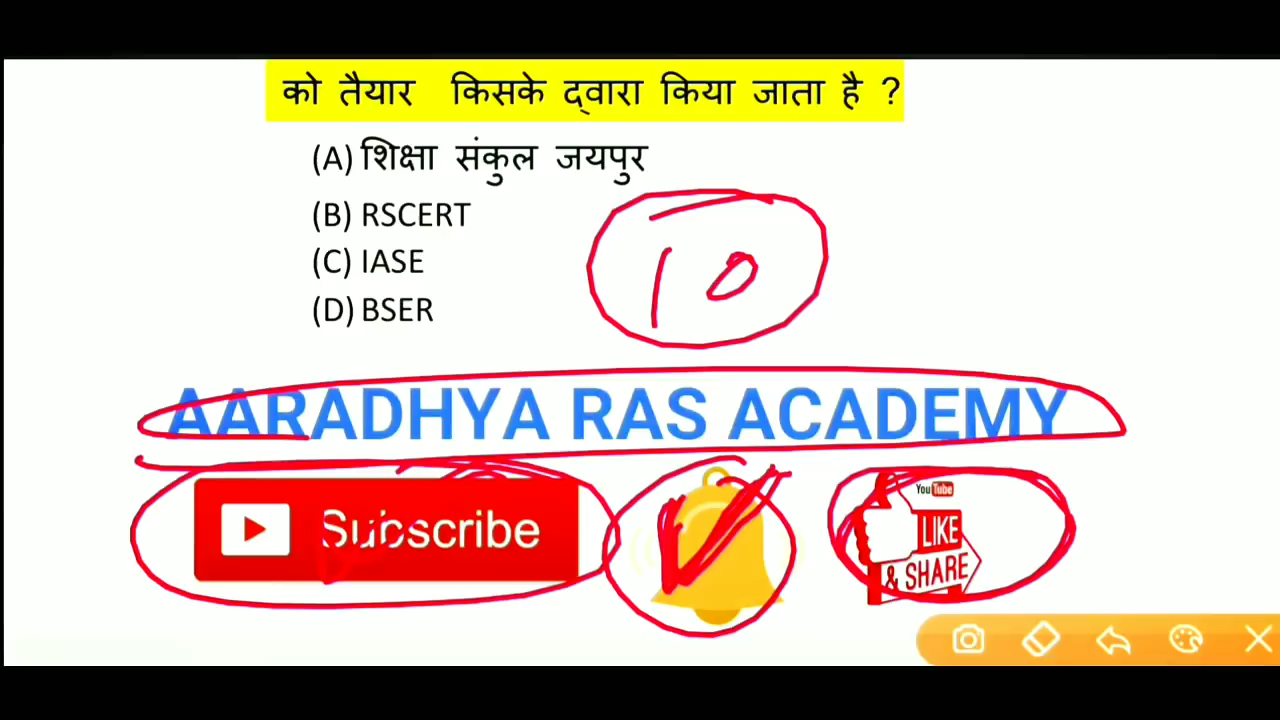 को तैयार किसके द्वारा किया जाता है ?
(A) शिक्षा संकुल जयपुर
(B) RSCERT
(C) IASE
(D) BSER
10
AARADHYA RAS ACADEMY
Subscribe
YouTube
LIKE
& SHARE